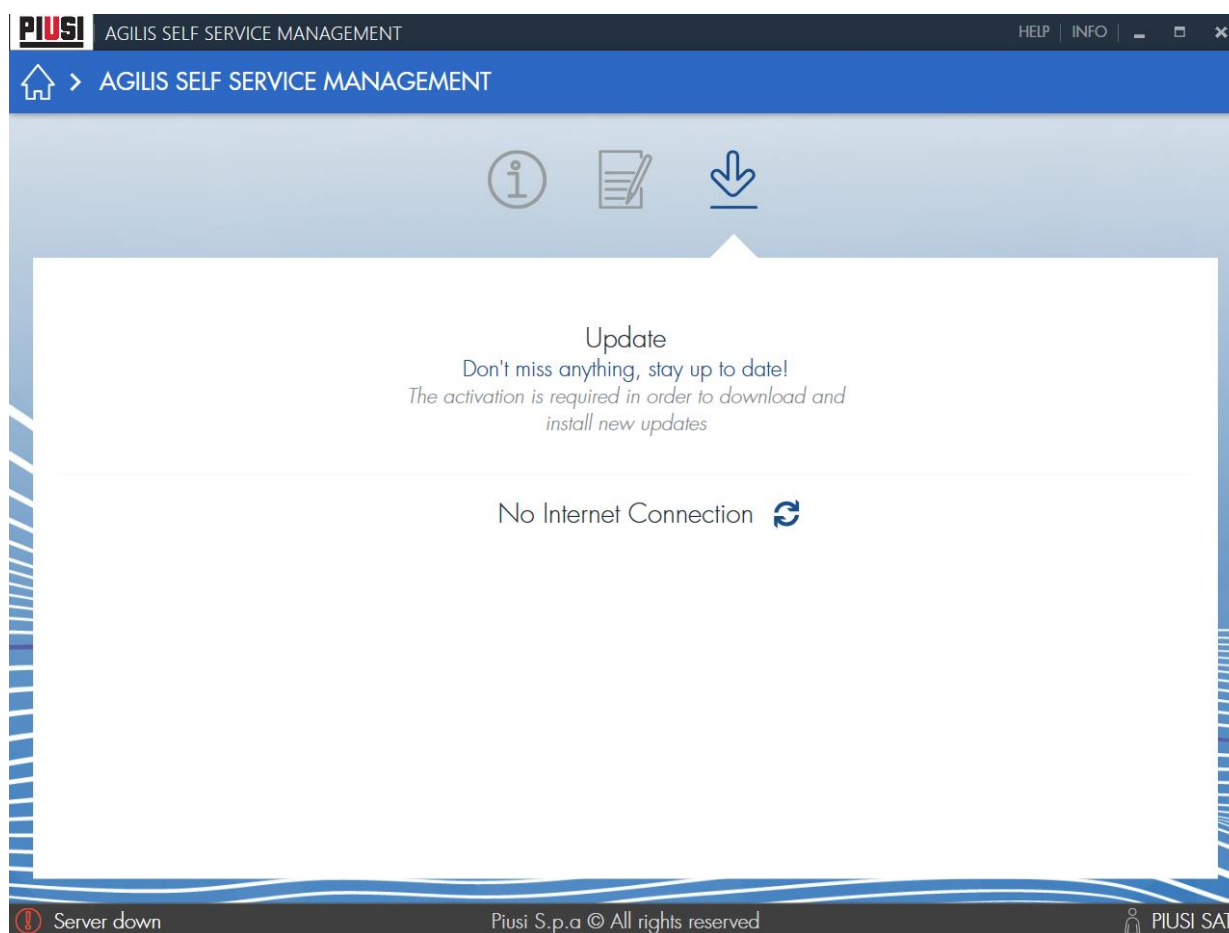 PIUSI AGILIS SELF SERVICE MANAGEMENT HELP | INFO |
AGILIS SELF SERVICE MANAGEMENT
Update
Don't miss anything, stay up to date!
The activation is required in order to download and
install new updates
No Internet Connection
Server down Piusi S.p.a © All rights reserved PIUSI SAT